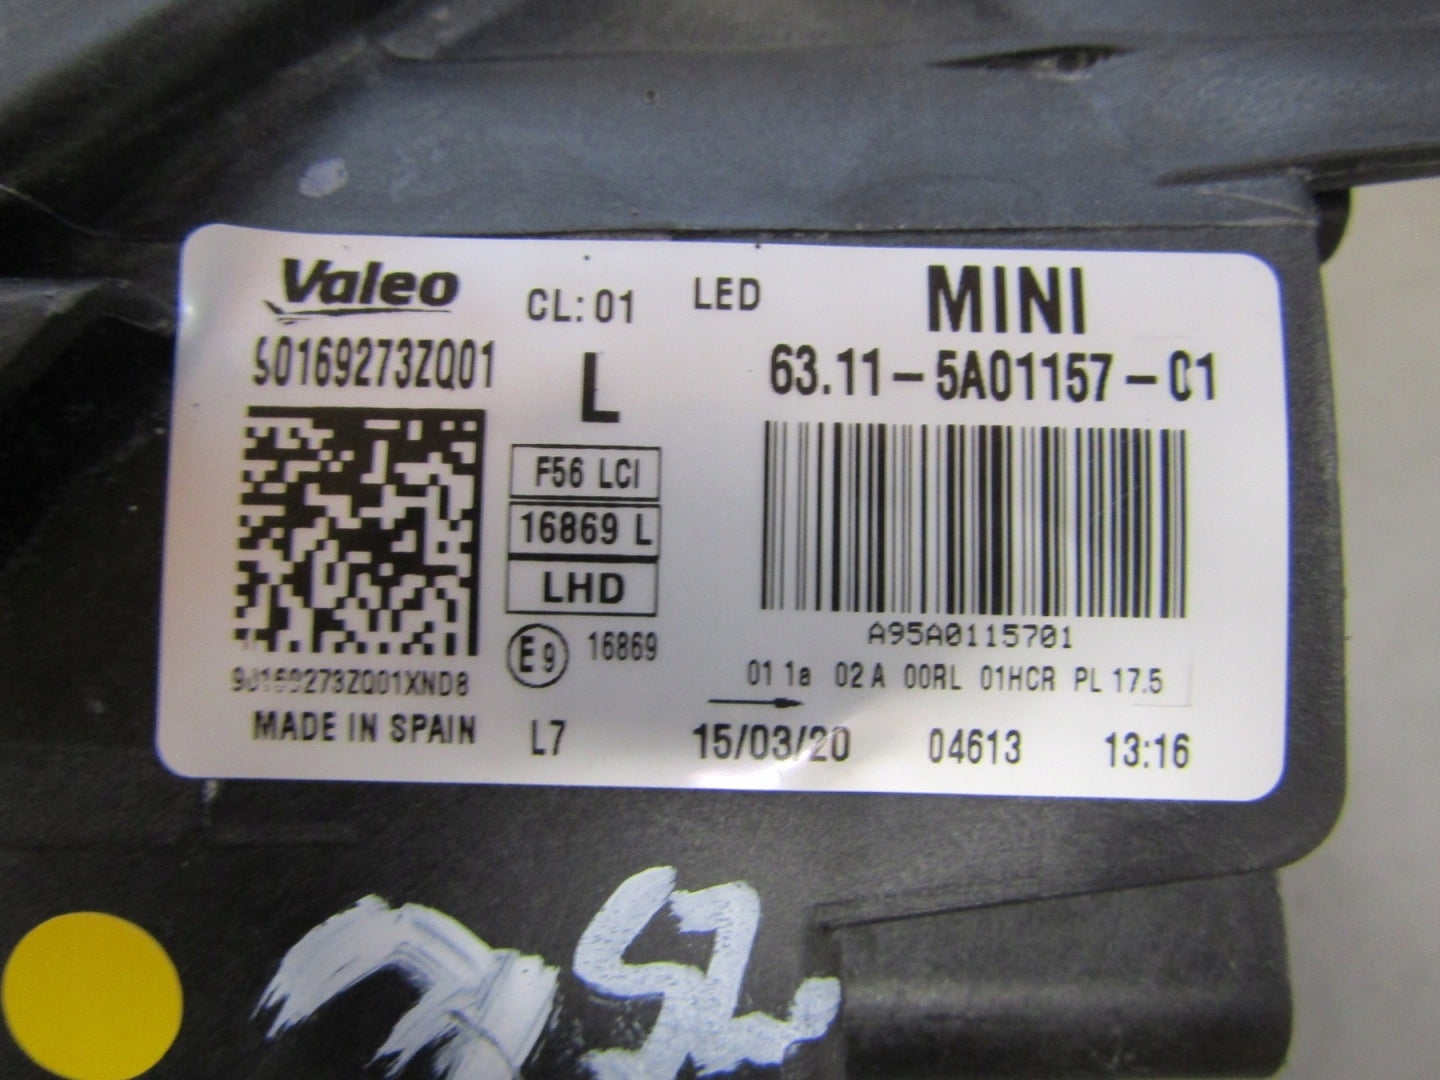 Valeo CL: 01 LED MINI
90169273ZQ01 L 63.11-5A01157-01
F56 LCI
16869 L
LHD
A95A0115701
E9 16869
01 1a 02 A 00RL 01HCR PL 17.5
90169273ZQ01XND8
MADE IN SPAIN L7 15/03/20 04613 13:16